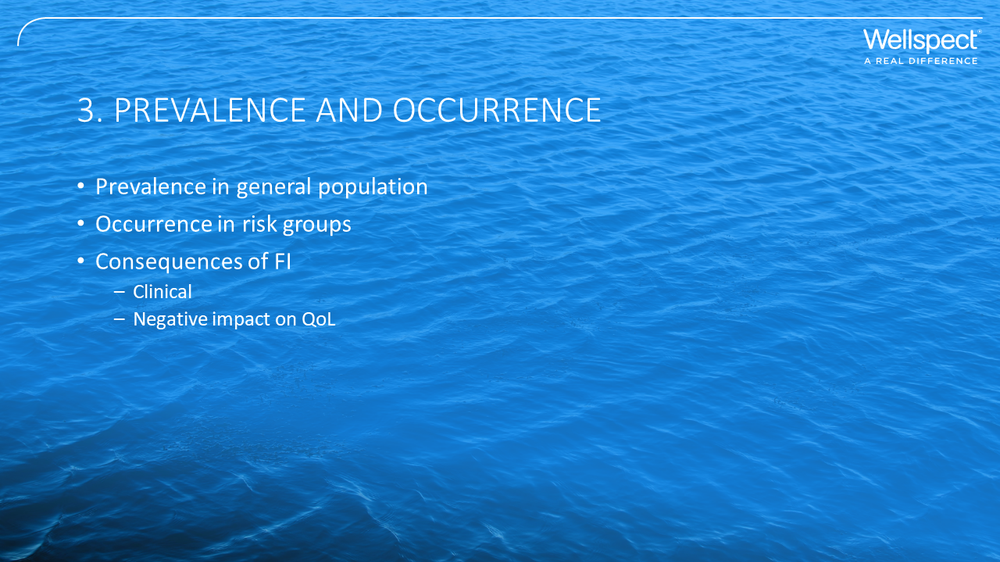 Wellspect®
A REAL DIFFERENCE
3. PREVALENCE AND OCCURRENCE
• Prevalence in general population
• Occurrence in risk groups
• Consequences of FI
– Clinical
– Negative impact on QoL